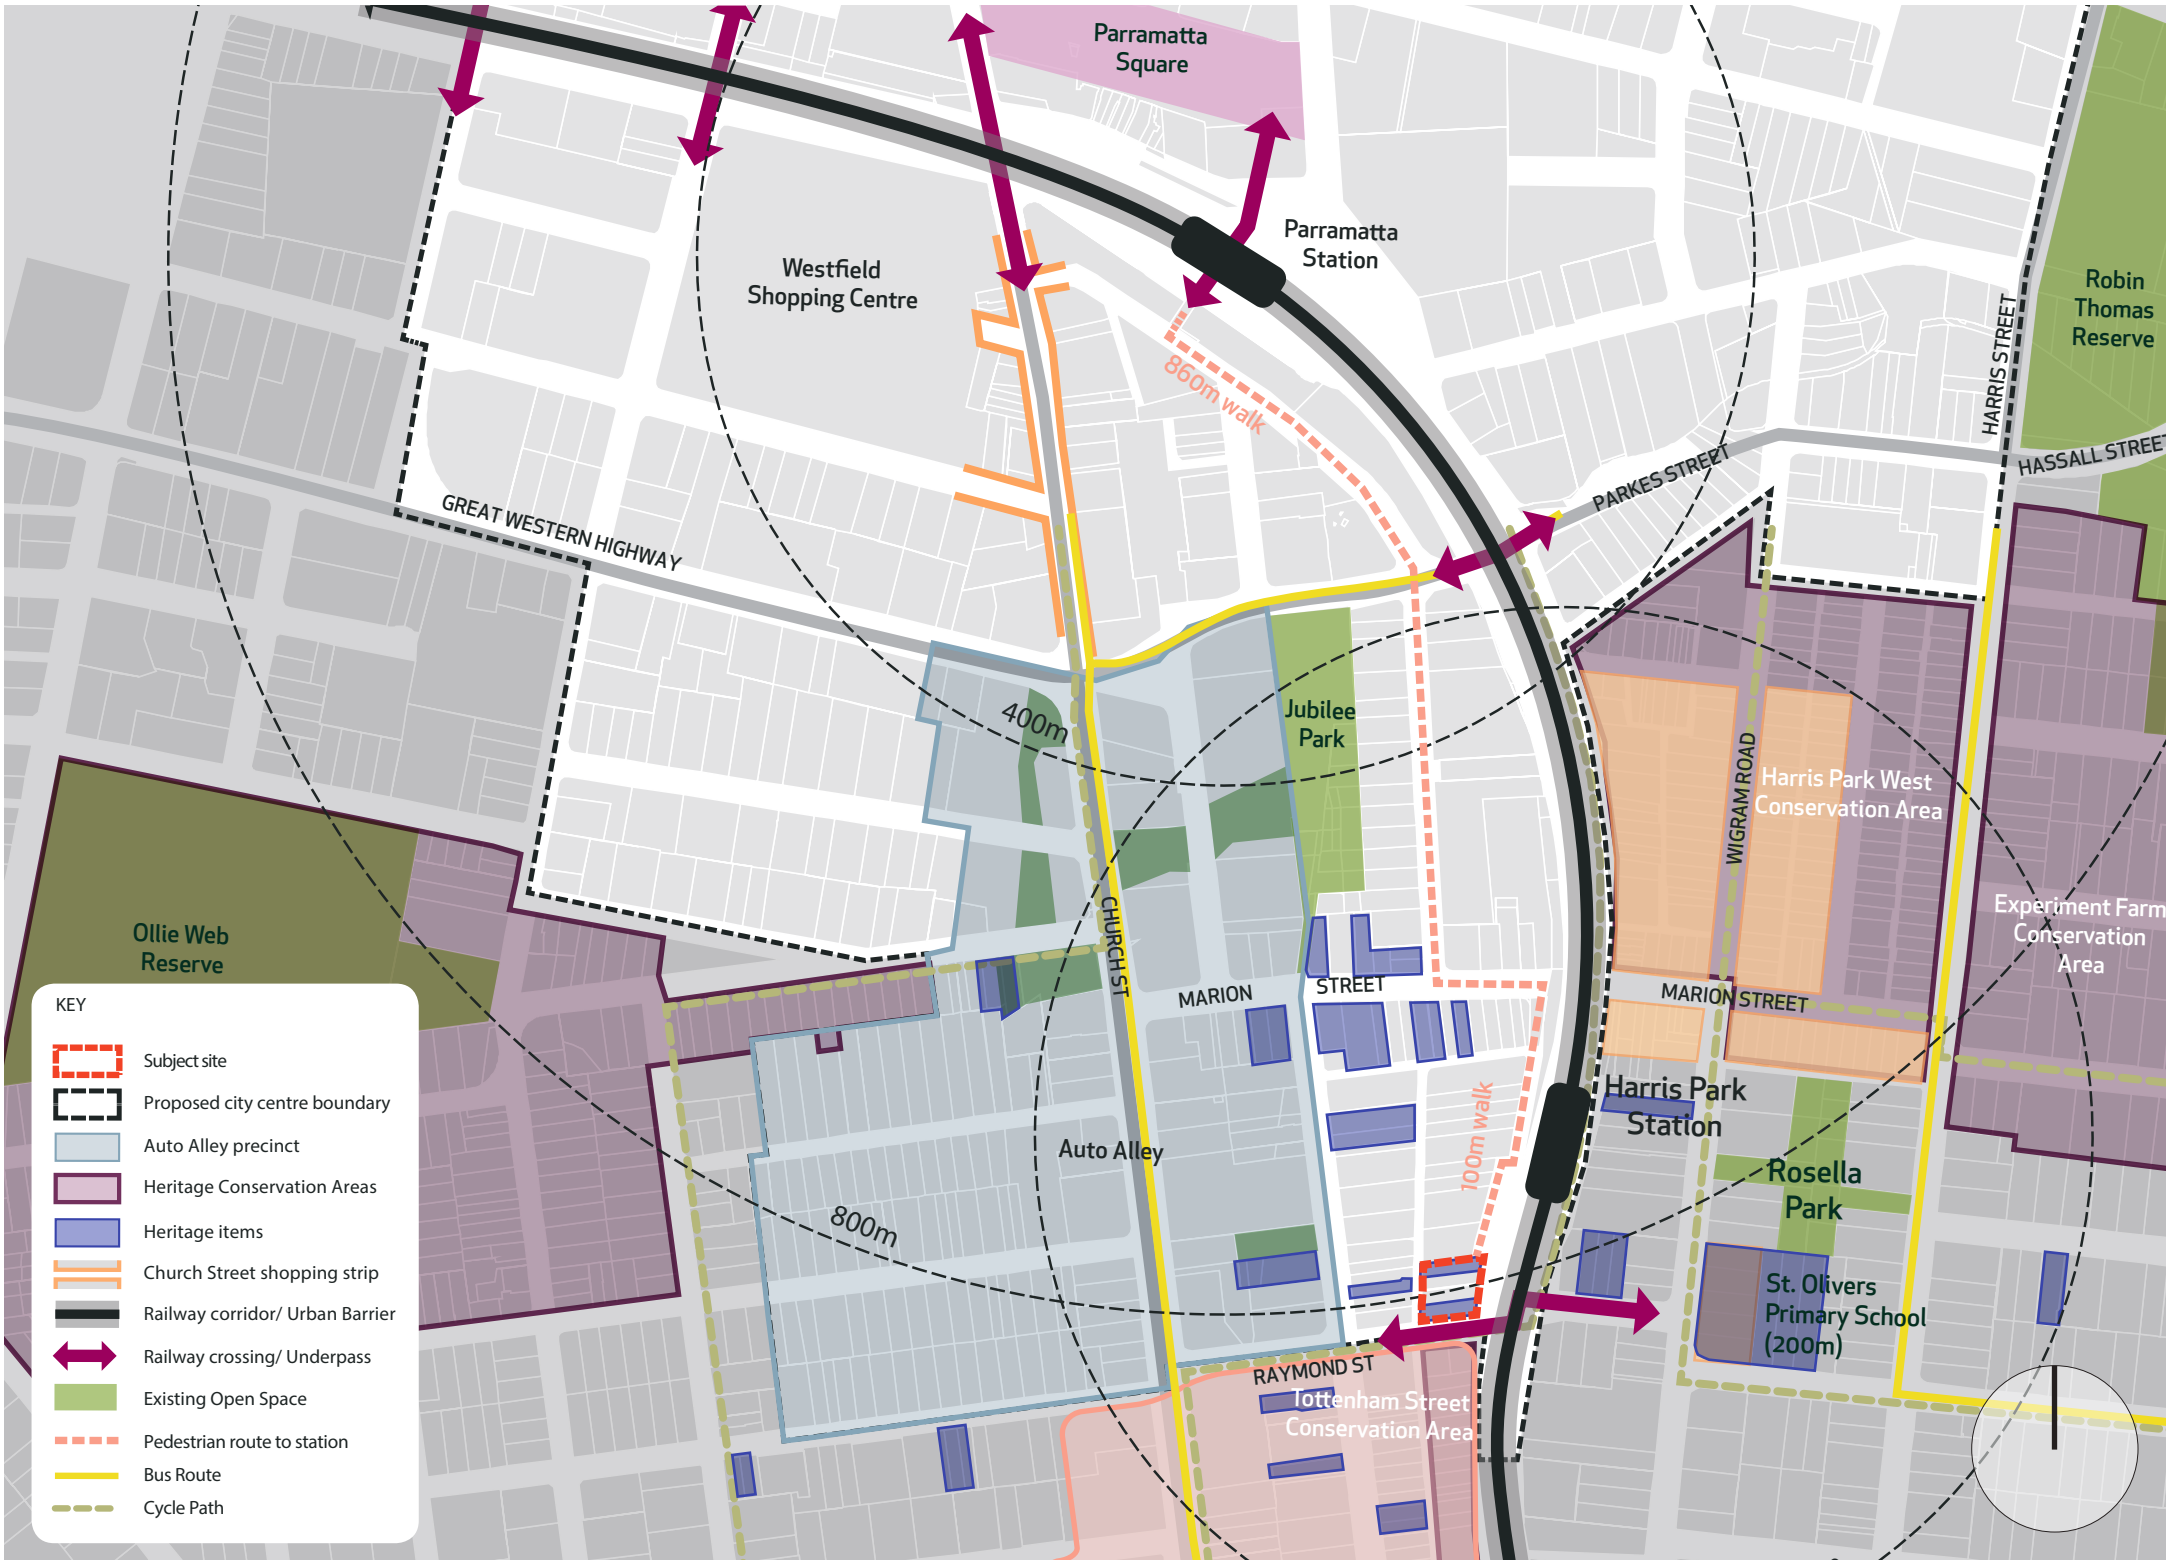 Parramatta
Square
Parramatta
Station
Westfield
Shopping Centre
Robin
Thomas
Reserve
HARRIS STREET
860m walk
HASSALL STREET
PARKES STREET
GREAT WESTERN HIGHWAY
400m
Jubilee
Park
WIGRAM ROAD
Harris Park West
Conservation Area
CHURCH ST
Experiment Farm
Conservation
Area
Ollie Web
Reserve
MARION STREET
MARION STREET
Harris Park
Station
100m walk
Auto Alley
Rosella
Park
800m
St. Olivers
Primary School
(200m)
RAYMOND ST
Tottenham Street
Conservation Area
KEY
Subject site
Proposed city centre boundary
Auto Alley precinct
Heritage Conservation Areas
Heritage items
Church Street shopping strip
Railway corridor/ Urban Barrier
Railway crossing/ Underpass
Existing Open Space
Pedestrian route to station
Bus Route
Cycle Path